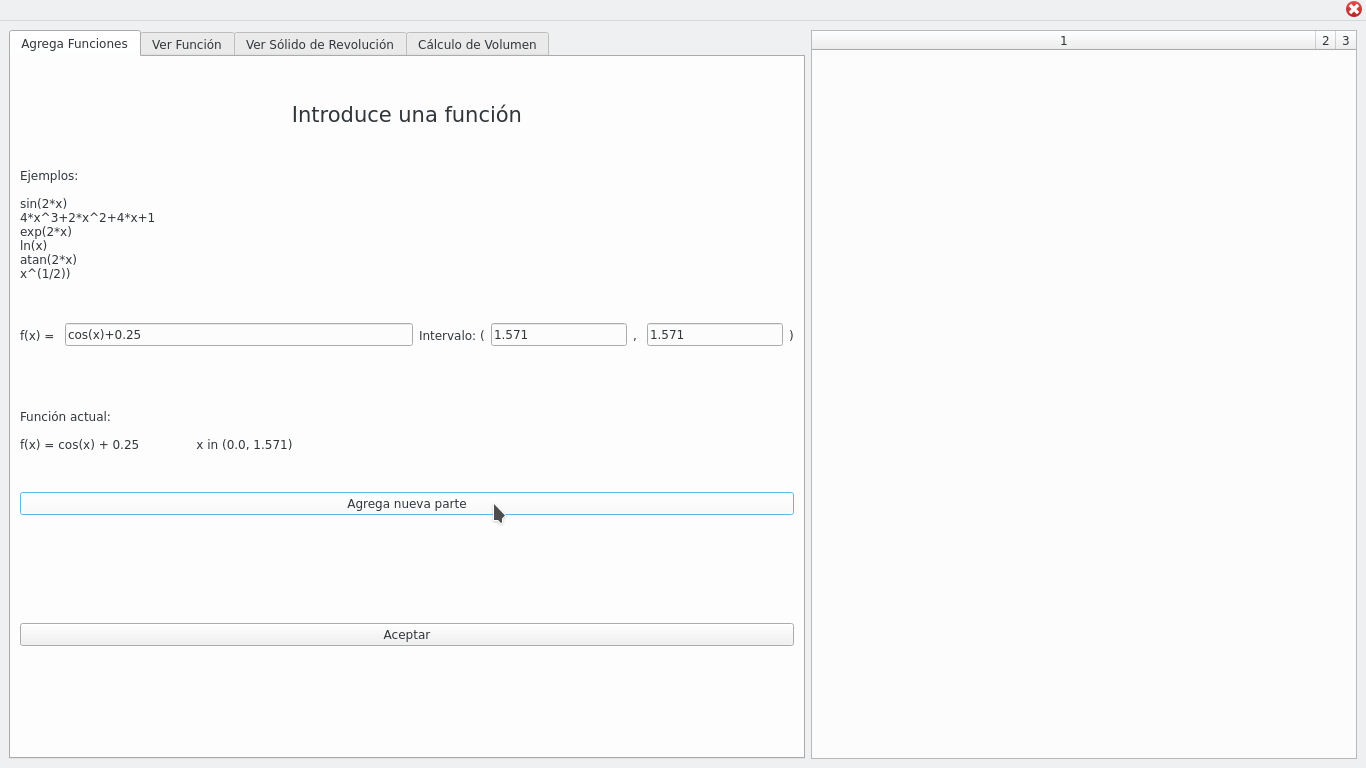 Agrega Funciones Ver Función Ver Sólido de Revolución Cálculo de Volumen
1 2 3
Introduce una función
Ejemplos:
sin(2*x)
4*x^3+2*x^2+4*x+1
exp(2*x)
ln(x)
atan(2*x)
x^(1/2))
f(x) = cos(x)+0.25 Intervalo: ( 1.571 , 1.571 )
Función actual:
f(x) = cos(x) + 0.25 x in (0.0, 1.571)
Agrega nueva parte
Aceptar